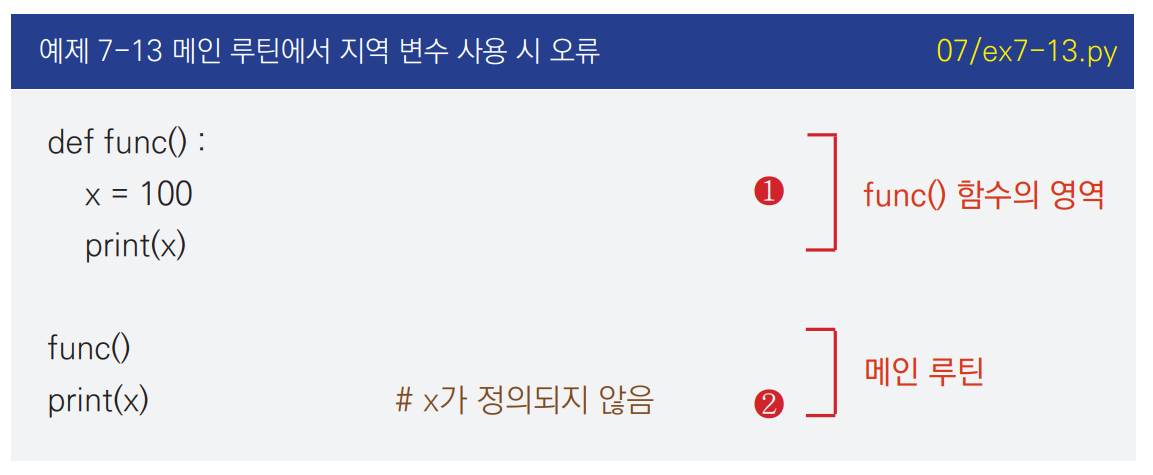 예제 7-13 메인 루틴에서 지역 변수 사용 시 오류 07/ex7-13.py
def func() :
x = 100 ❶
print(x)
func() 함수의 영역
func()
print(x) # x가 정의되지 않음 ❷
메인 루틴